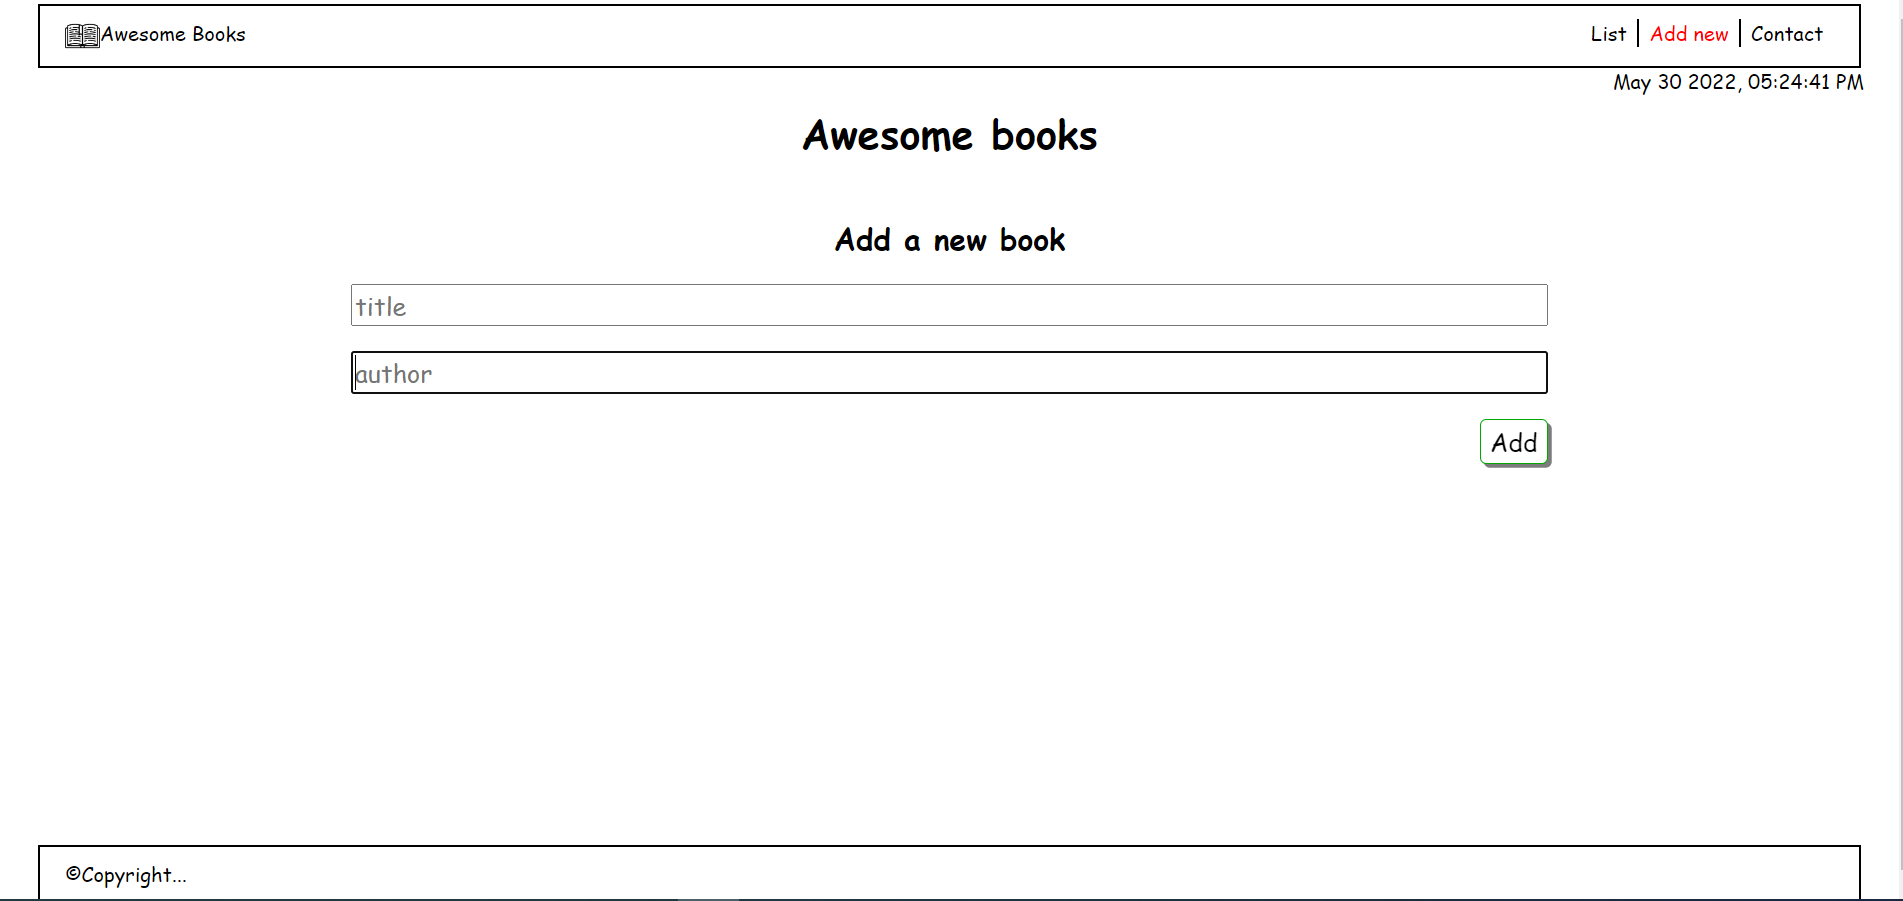 Awesome Books
List
Add new
Contact
May 30 2022, 05:24:41 PM
Awesome books
Add a new book
title
author
Add
©Copyright...